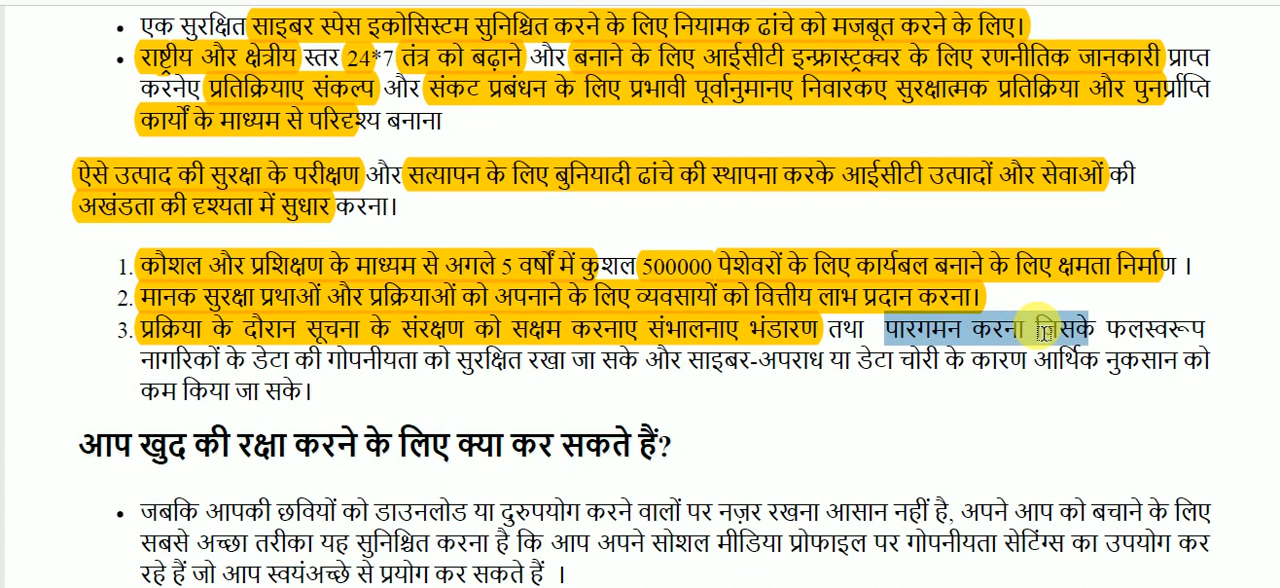 • एक सुरक्षित साइबर स्पेस इकोसिस्टम सुनिश्चित करने के लिए नियामक ढांचे को मजबूत करने के लिए।
• राष्ट्रीय और क्षेत्रीय स्तर 24*7 तंत्र को बढ़ाने और बनाने के लिए आईसीटी इन्फ्रास्ट्रक्चर के लिए रणनीतिक जानकारी प्राप्त
करनेए प्रतिक्रियाए संकल्प और संकट प्रबंधन के लिए प्रभावी पूर्वानुमानए निवारकए सुरक्षात्मक प्रतिक्रिया और पुनर्प्राप्ति
कार्यों के माध्यम से परिदृश्य बनाना
ऐसे उत्पाद की सुरक्षा के परीक्षण और सत्यापन के लिए बुनियादी ढांचे की स्थापना करके आईसीटी उत्पादों और सेवाओं की
अखंडता की दृश्यता में सुधार करना।
1. कौशल और प्रशिक्षण के माध्यम से अगले 5 वर्षों में कुशल 500000 पेशेवरों के लिए कार्यबल बनाने के लिए क्षमता निर्माण ।
2. मानक सुरक्षा प्रथाओं और प्रक्रियाओं को अपनाने के लिए व्यवसायों को वित्तीय लाभ प्रदान करना।
3. प्रक्रिया के दौरान सूचना के संरक्षण को सक्षम करनाए संभालनाए भंडारण तथा पारगमन करना जिसके फलस्वरूप
नागरिकों के डेटा की गोपनीयता को सुरक्षित रखा जा सके और साइबर-अपराध या डेटा चोरी के कारण आर्थिक नुकसान को
कम किया जा सके।
आप खुद की रक्षा करने के लिए क्या कर सकते हैं?
• जबकि आपकी छवियों को डाउनलोड या दुरुपयोग करने वालों पर नज़र रखना आसान नहीं है, अपने आप को बचाने के लिए
सबसे अच्छा तरीका यह सुनिश्चित करना है कि आप अपने सोशल मीडिया प्रोफाइल पर गोपनीयता सेटिंग्स का उपयोग कर
रहे हैं जो आप स्वयंअच्छे से प्रयोग कर सकते हैं ।